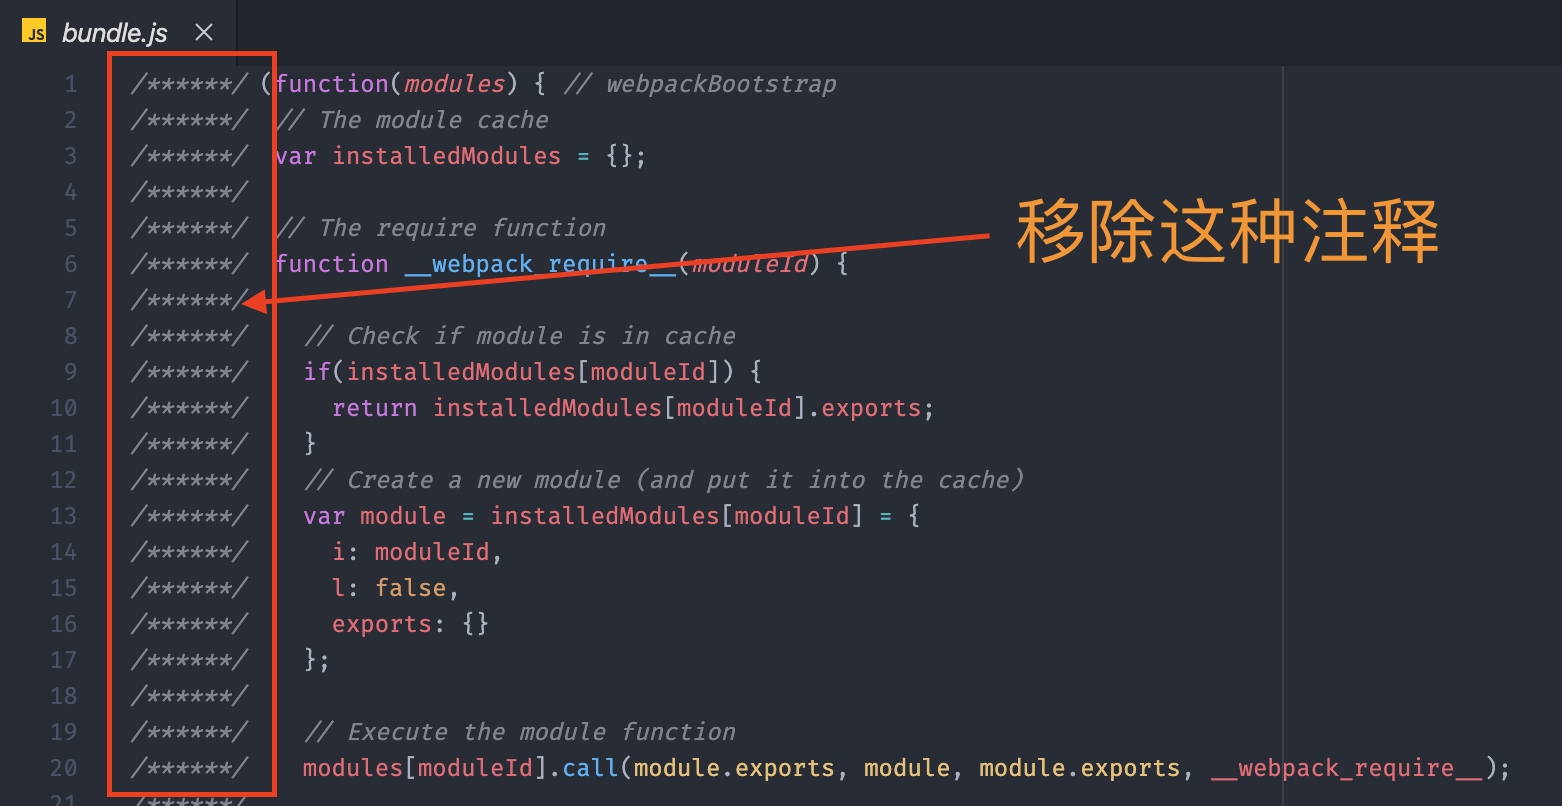 JS bundle.js ×
1 /******/ (function(modules) { // webpackBootstrap
2 /******/ // The module cache
3 /******/ var installedModules = {};
4 /******/
5 /******/ // The require function
6 /******/ function __webpack_require__(moduleId) {
7 /******/
8 /******/ // Check if module is in cache
9 /******/ if(installedModules[moduleId]) {
10 /******/ return installedModules[moduleId].exports;
11 /******/ }
12 /******/ // Create a new module (and put it into the cache)
13 /******/ var module = installedModules[moduleId] = {
14 /******/ i: moduleId,
15 /******/ l: false,
16 /******/ exports: {}
17 /******/ };
18 /******/
19 /******/ // Execute the module function
20 /******/ modules[moduleId].call(module.exports, module, module.exports, __webpack_require__);
21 /******/
移除这种注释